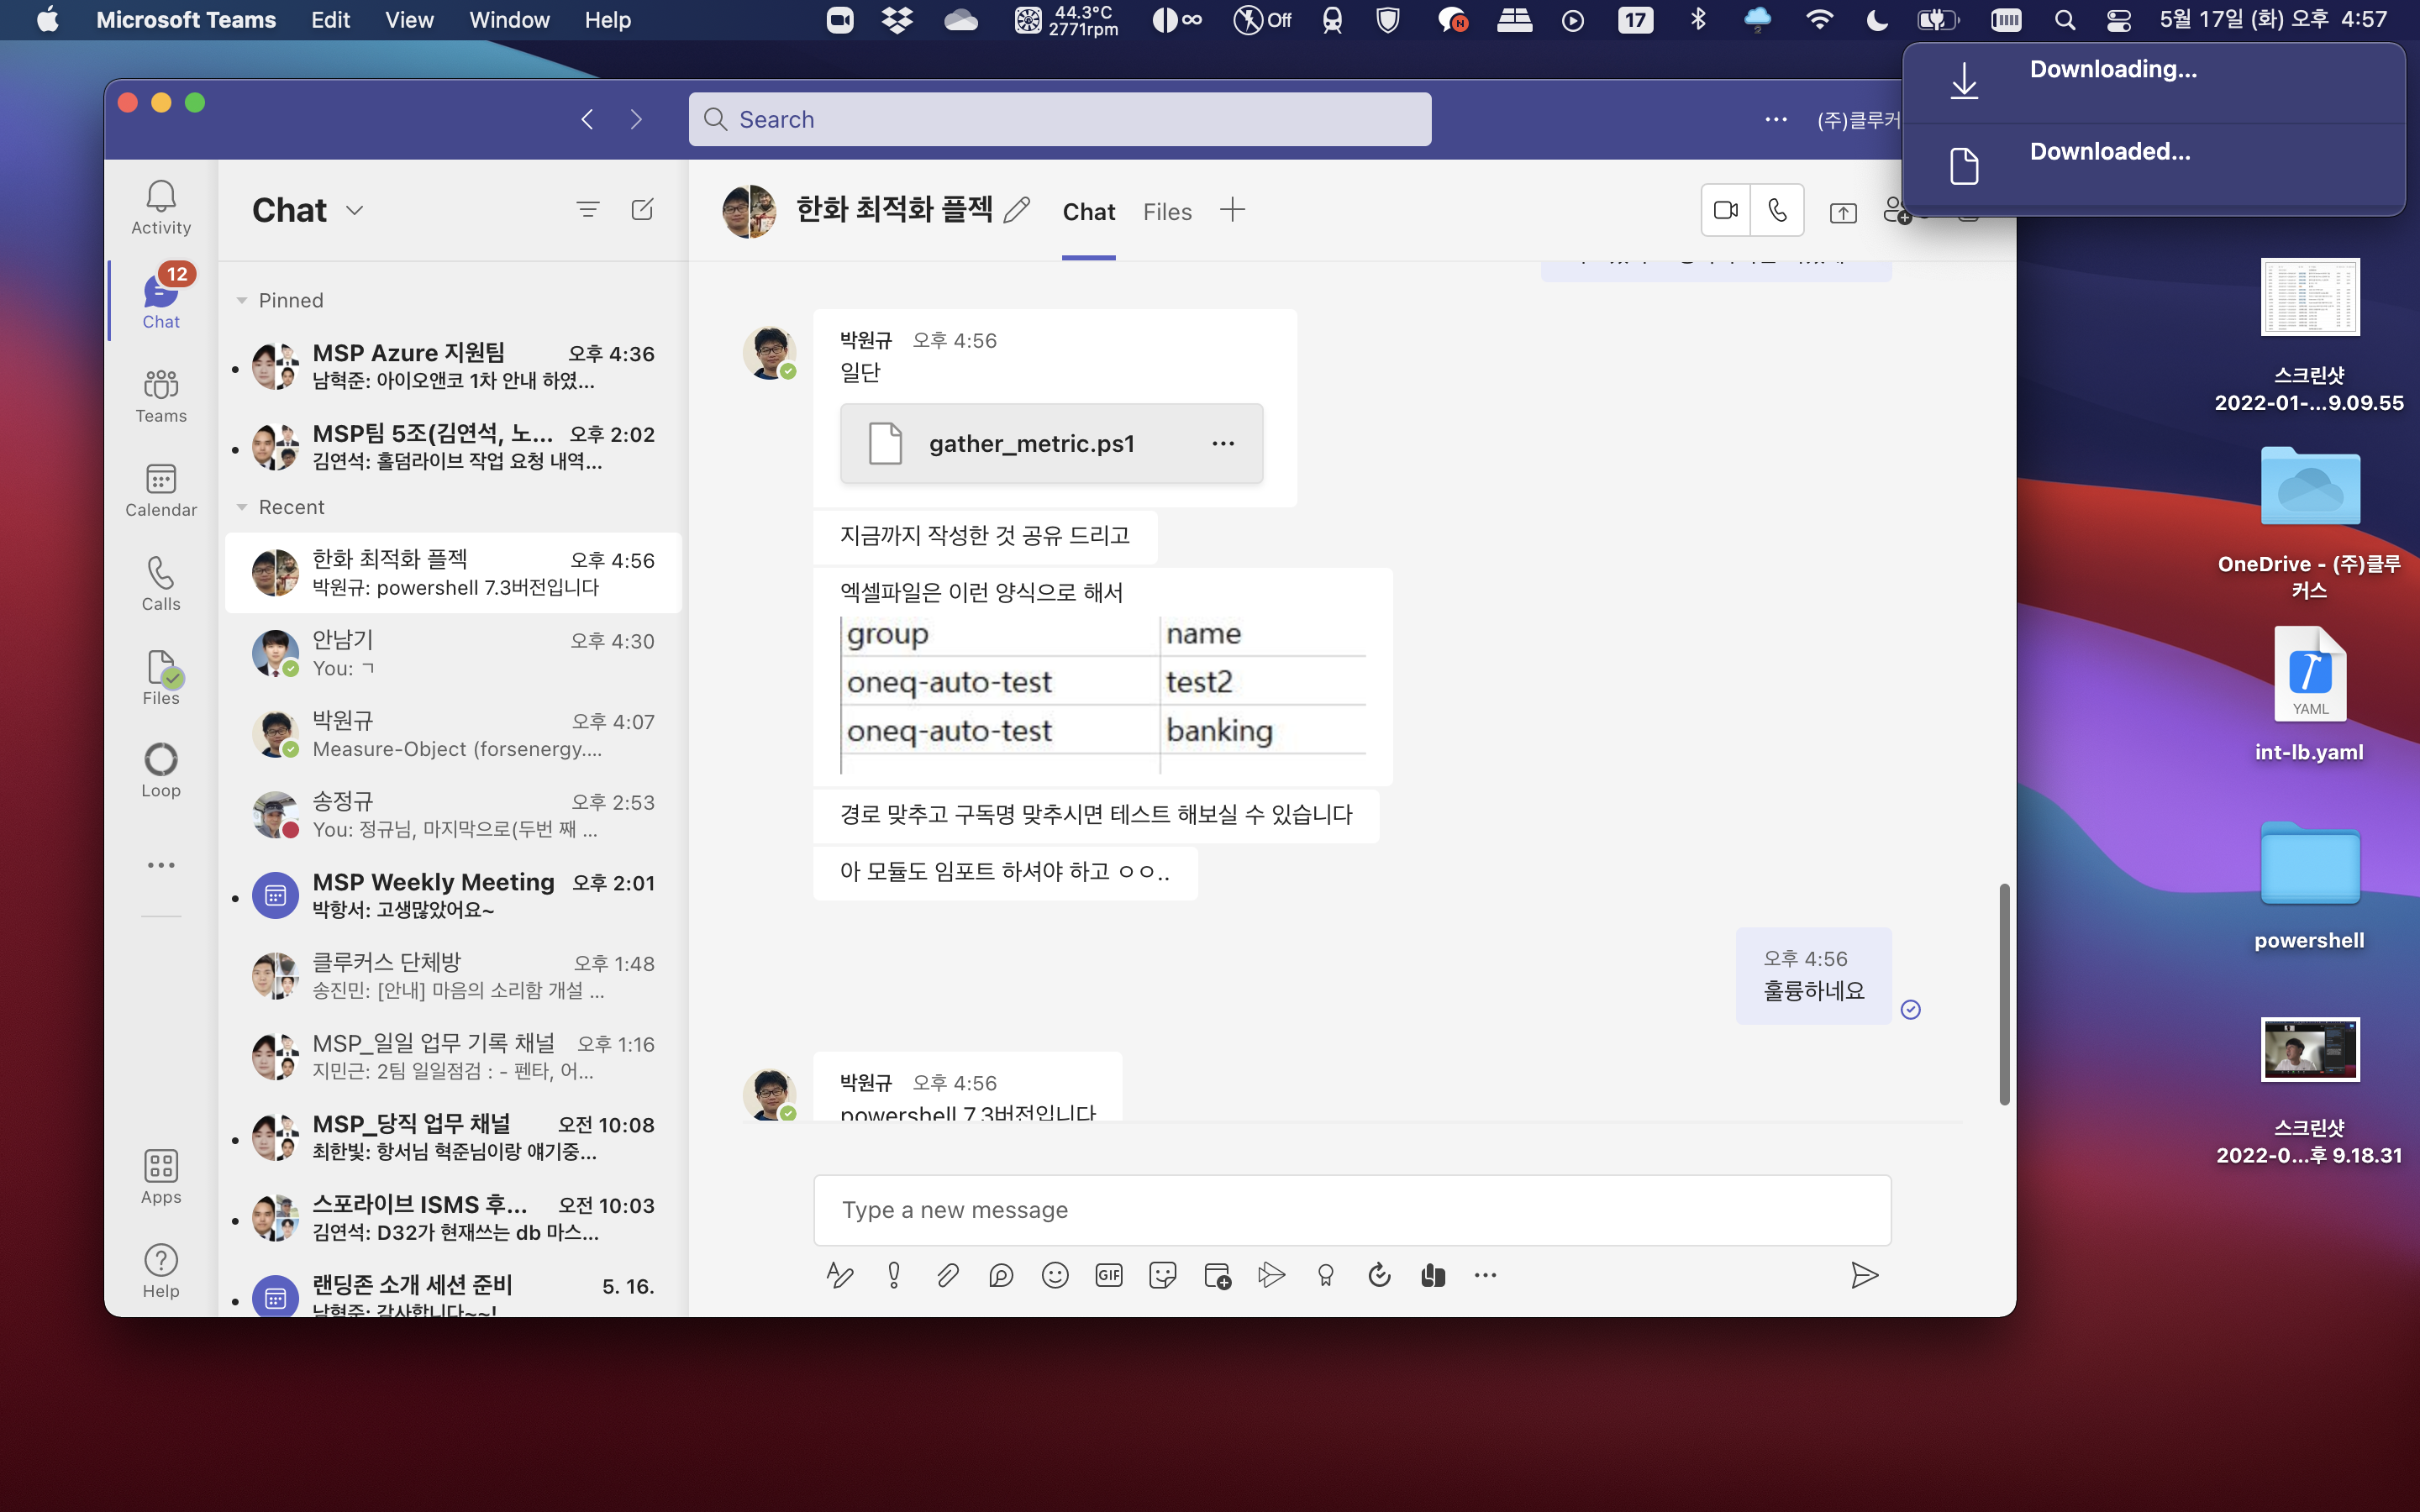 Microsoft Teams Edit View Window Help
44.3°C
2771rpm
Off
17
2
5월 17일 (화) 오후 4:57
Downloading...
Downloaded...
Search
(주)클루커
Activity
12
Chat
Teams
Calendar
Calls
Files
Loop
Apps
Help
Chat
Pinned
MSP Azure 지원팀 오후 4:36
남혁준: 아이오앤코 1차 안내 하였...
MSP팀 5조(김연석, 노... 오후 2:02
김연석: 홀덤라이브 작업 요청 내역...
Recent
한화 최적화 플젝 오후 4:56
박원규: powershell 7.3버전입니다
안남기 오후 4:30
You: ㄱ
박원규 오후 4:07
Measure-Object (forsenergy....
송정규 오후 2:53
You: 정규님, 마지막으로(두번 째 ...
MSP Weekly Meeting 오후 2:01
박항서: 고생많았어요~
클루커스 단체방 오후 1:48
송진민: [안내] 마음의 소리함 개설 ...
MSP_일일 업무 기록 채널 오후 1:16
지민근: 2팀 일일점검 : - 펜타, 어...
MSP_당직 업무 채널 오전 10:08
최한빛: 항서님 혁준님이랑 얘기중...
스포라이브 ISMS 후... 오전 10:03
김연석: D32가 현재쓰는 db 마스...
랜딩존 소개 세션 준비 5. 16.
남혁준: 감사합니다~~!
한화 최적화 플젝 Chat Files
박원규 오후 4:56
일단
gather_metric.ps1
지금까지 작성한 것 공유 드리고
엑셀파일은 이런 양식으로 해서
group name
oneq-auto-test test2
oneq-auto-test banking
경로 맞추고 구독명 맞추시면 테스트 해보실 수 있습니다
아 모듈도 임포트 하셔야 하고 ㅇㅇ..
오후 4:56
훌륭하네요
박원규 오후 4:56
powershell 7.3버전입니다
Type a new message
GIF
스크린샷
2022-01-...9.09.55
OneDrive - (주)클루
커스
YAML
int-lb.yaml
powershell
스크린샷
2022-0...후 9.18.31